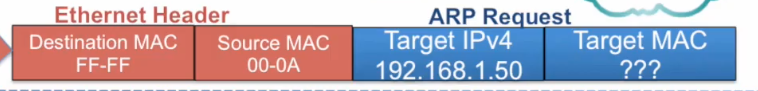 Ethernet Header
ARP Request
Destination MAC
FF-FF
Source MAC
00-0A
Target IPv4
192.168.1.50
Target MAC
???